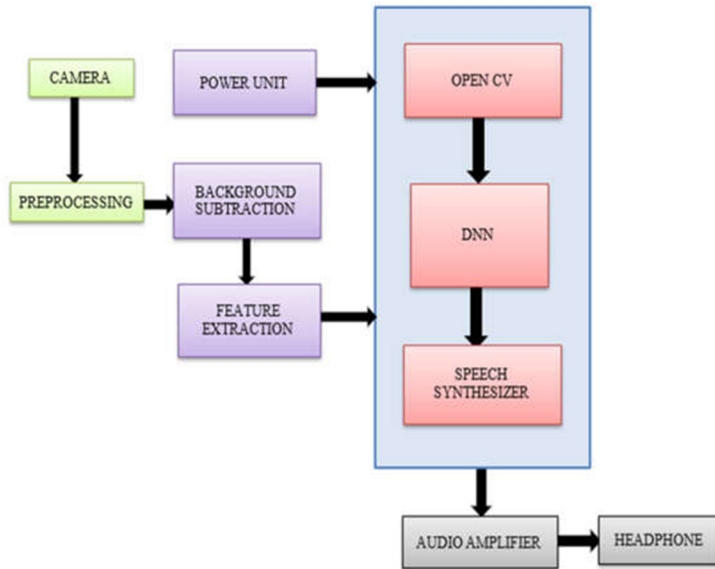 CAMERA
POWER UNIT
OPEN CV
PREPROCESSING
BACKGROUND
SUBTRACTION
DNN
FEATURE
EXTRACTION
SPEECH
SYNTHESIZER
AUDIO AMPLIFIER
HEADPHONE